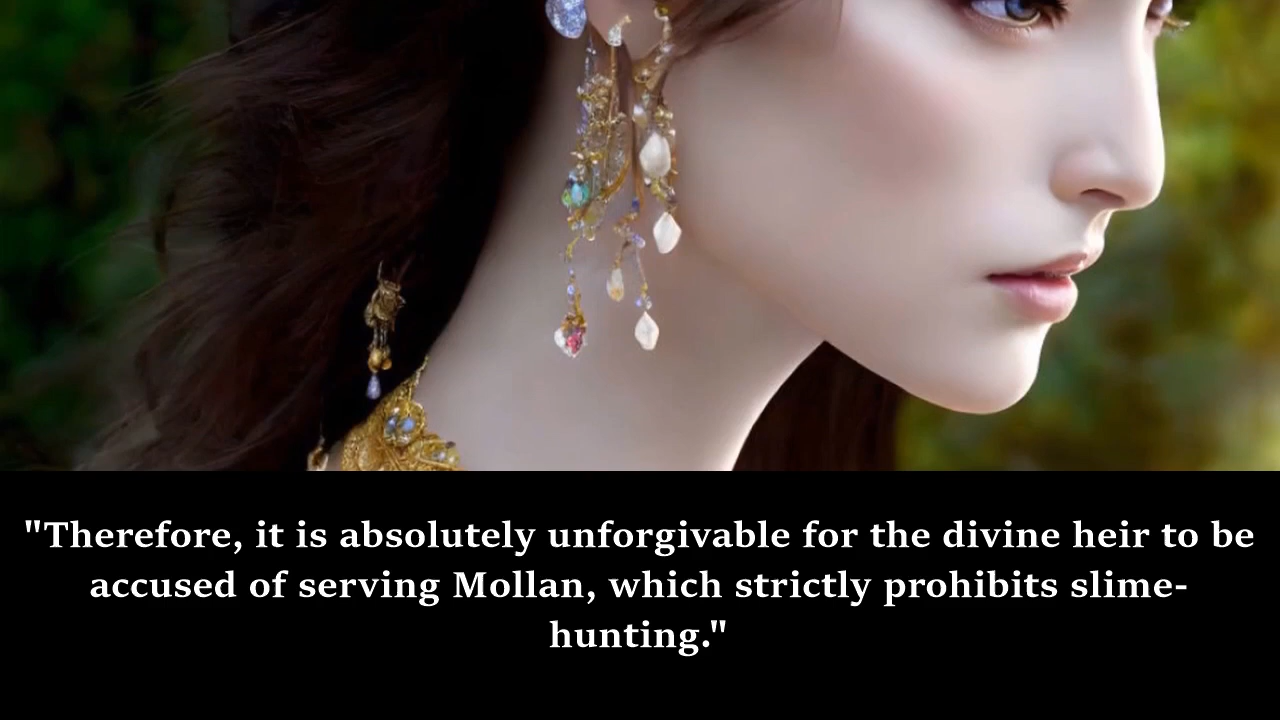 "Therefore, it is absolutely unforgivable for the divine heir to be
accused of serving Mollan, which strictly prohibits slime-
hunting."